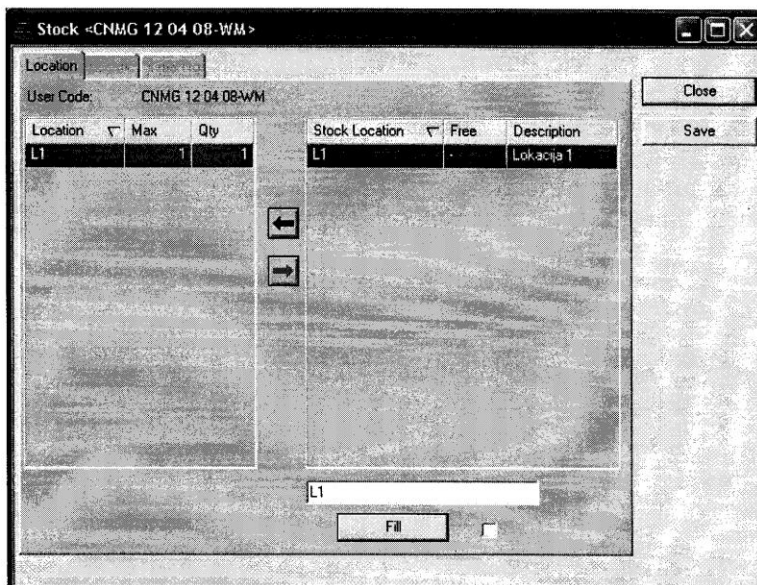 Stock <CNMG 12 04 08-WM>
Location
User Code: CNMG 12 04 08-WM
Close
Save
Location Max Qty
L1 1 1
Stock Location Free Description
L1 - Lokacija 1
L1
Fill